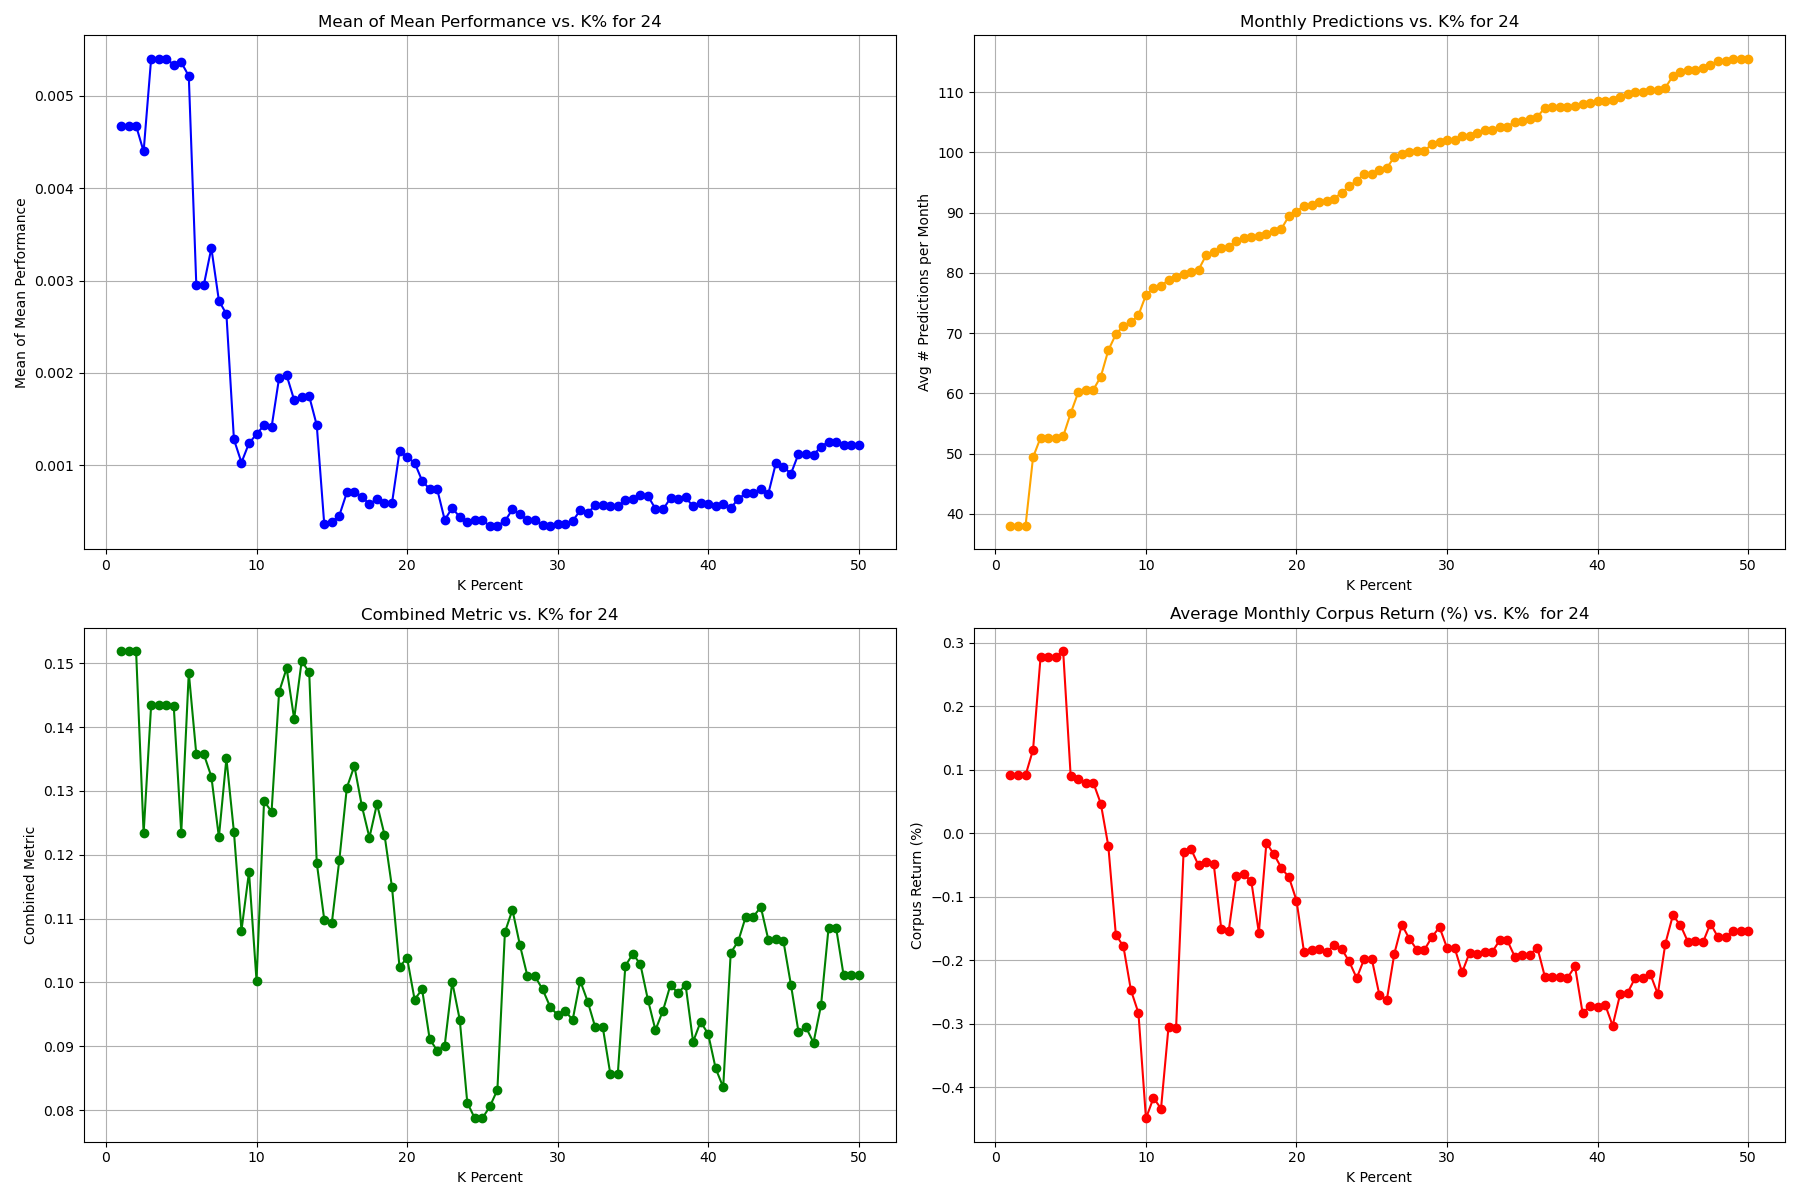 Mean of Mean Performance vs. K% for 24
Mean of Mean Performance
0.005
0.004
0.003
0.002
0.001
0 10 20 30 40 50
K Percent
Monthly Predictions vs. K% for 24
Avg # Predictions per Month
110
100
90
80
70
60
50
40
0 10 20 30 40 50
K Percent
Combined Metric vs. K% for 24
Combined Metric
0.15
0.14
0.13
0.12
0.11
0.10
0.09
0.08
0 10 20 30 40 50
K Percent
Average Monthly Corpus Return (%) vs. K%  for 24
Corpus Return (%)
0.3
0.2
0.1
0.0
−0.1
−0.2
−0.3
−0.4
0 10 20 30 40 50
K Percent